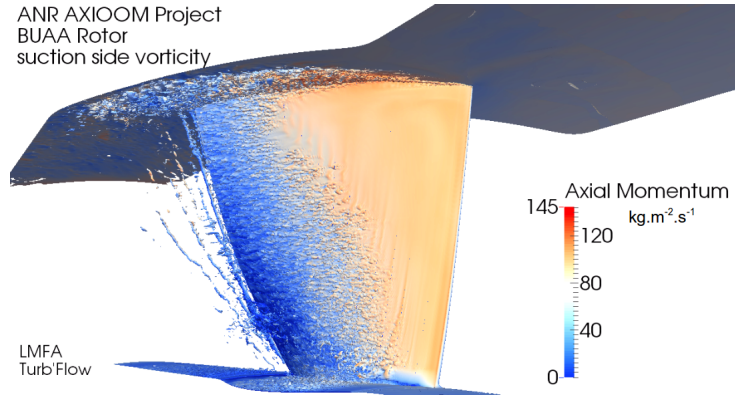 ANR AXIOOM Project
BUAA Rotor
suction side vorticity
Axial Momentum
kg.m⁻².s⁻¹
145
120
80
40
0
LMFA
Turb'Flow